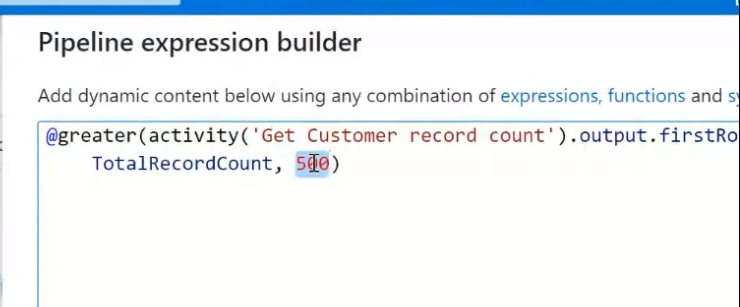 Pipeline expression builder
Add dynamic content below using any combination of expressions, functions and
@greater(activity('Get Customer record count').output.firstRo
TotalRecordCount, 500)